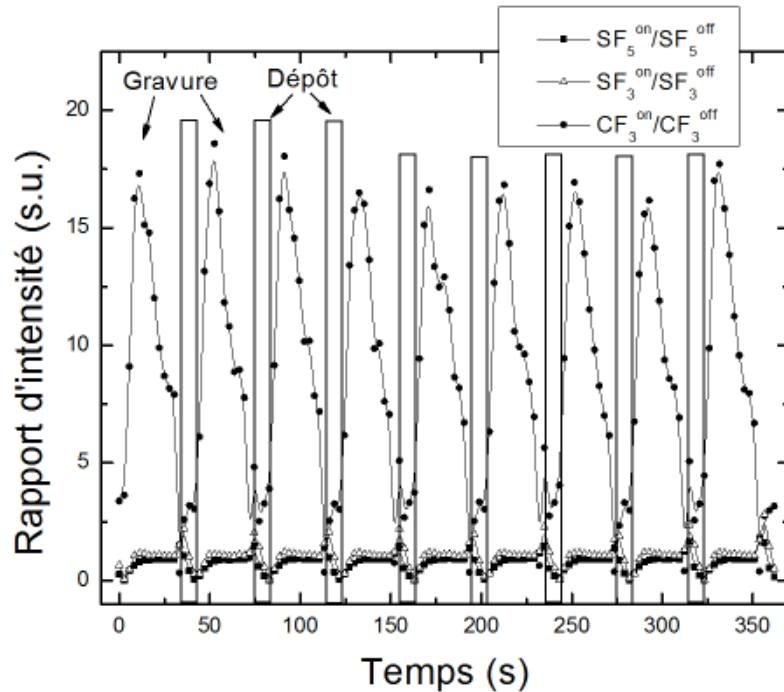 SF5on/SF5off
SF3on/SF3off
CF3on/CF3off
Gravure
Dépôt
Rapport d'intensité (s.u.)
20
15
10
5
0
0 50 100 150 200 250 300 350
Temps (s)